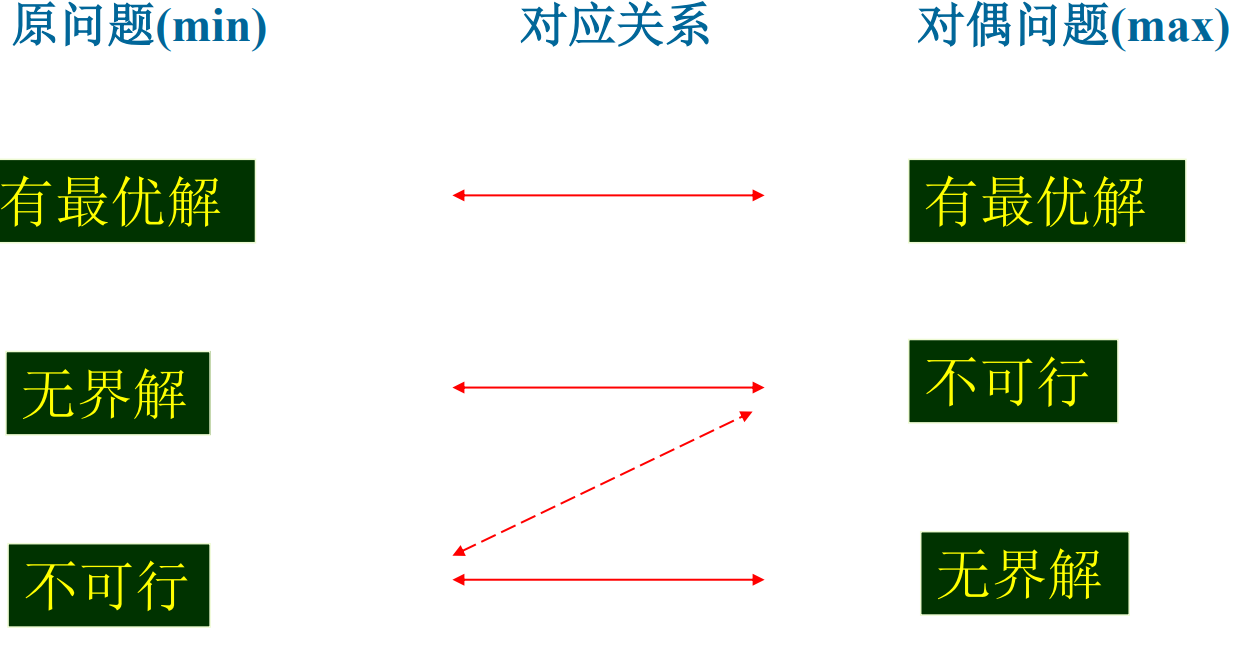 原问题(min) 对应关系 对偶问题(max)
有最优解 有最优解
无界解 不可行
不可行 无界解